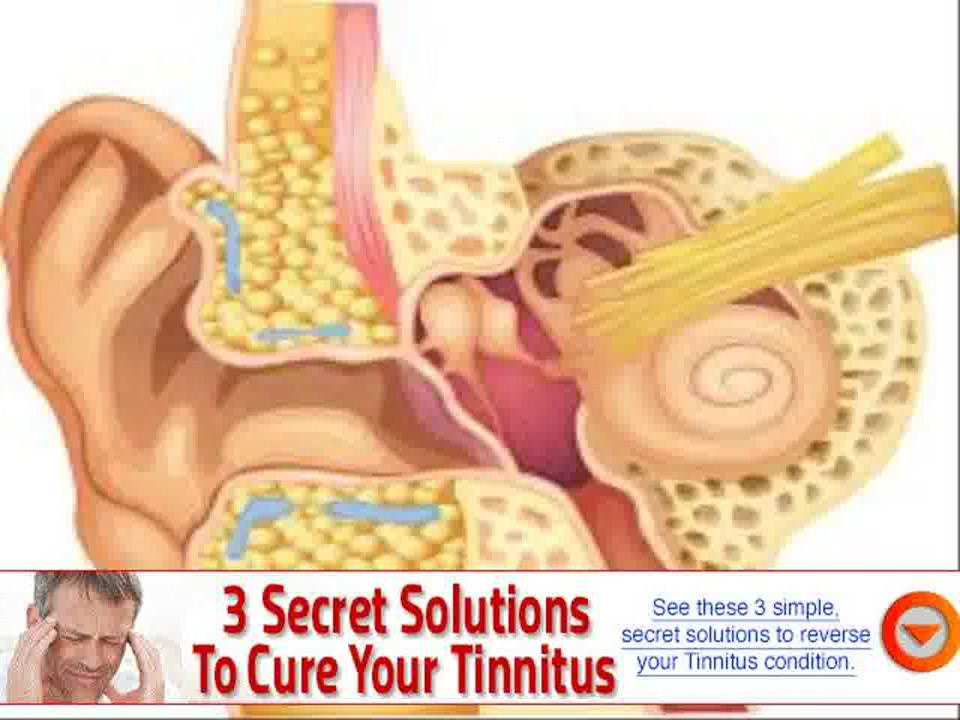 3 Secret Solutions
To Cure Your Tinnitus
See these 3 simple,
secret solutions to reverse
your Tinnitus condition.